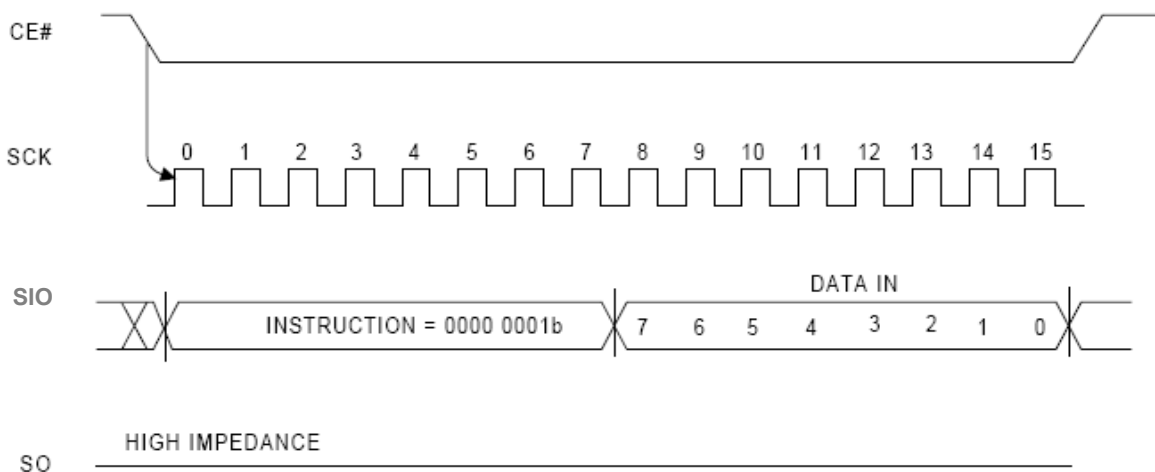 CE#
0 1 2 3 4 5 6 7 8 9 10 11 12 13 14 15
SCK
DATA IN
SIO
INSTRUCTION = 0000 0001b 7 6 5 4 3 2 1 0
HIGH IMPEDANCE
SO